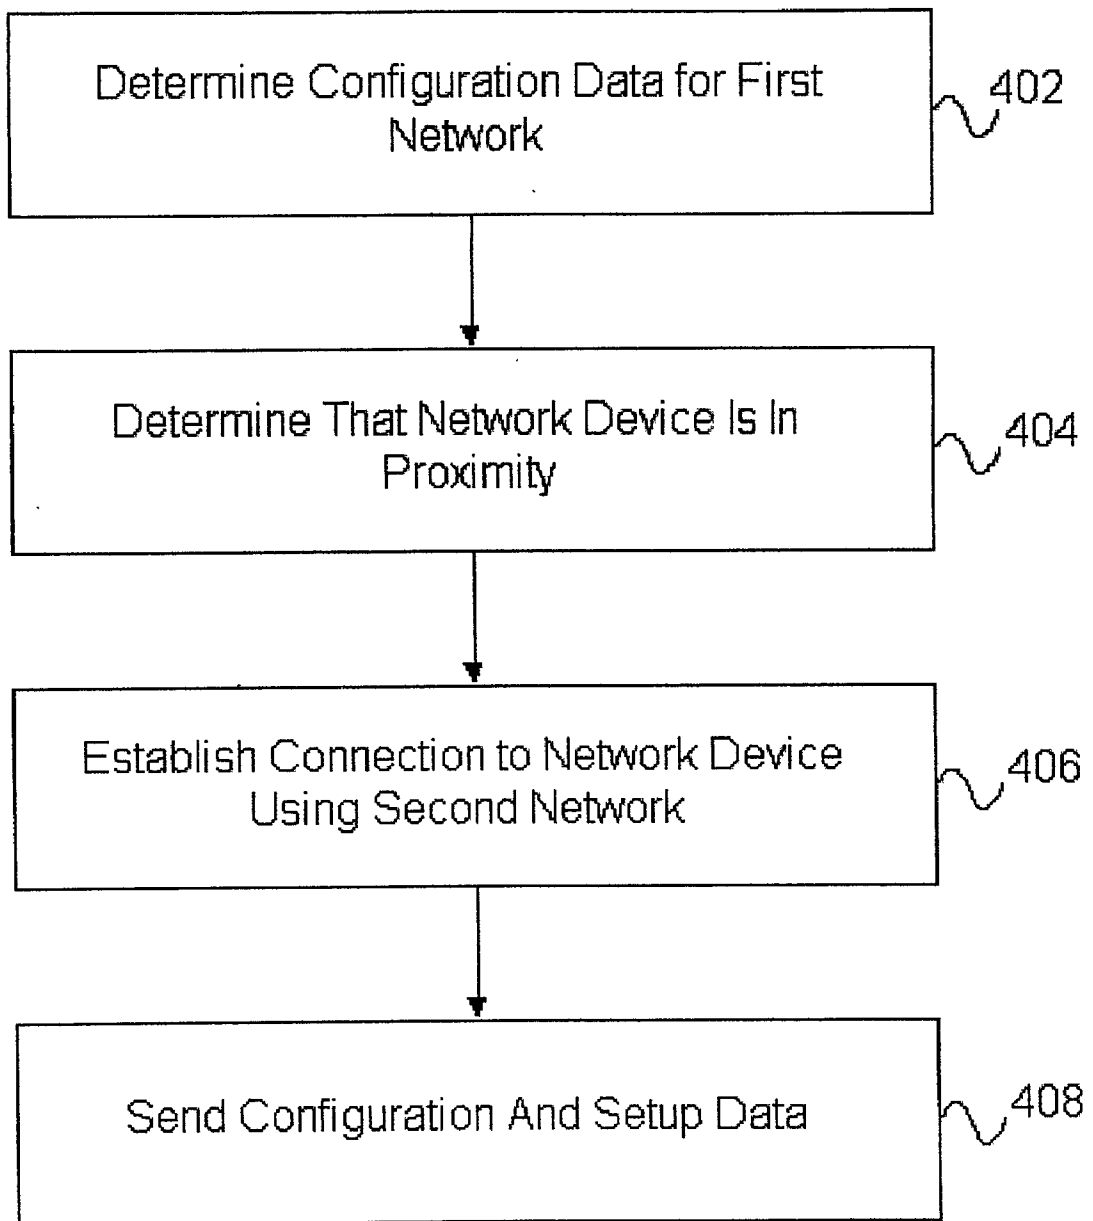 Determine Configuration Data for First
Network
402
Determine That Network Device Is In
Proximity
404
Establish Connection to Network Device
Using Second Network
406
Send Configuration And Setup Data
408